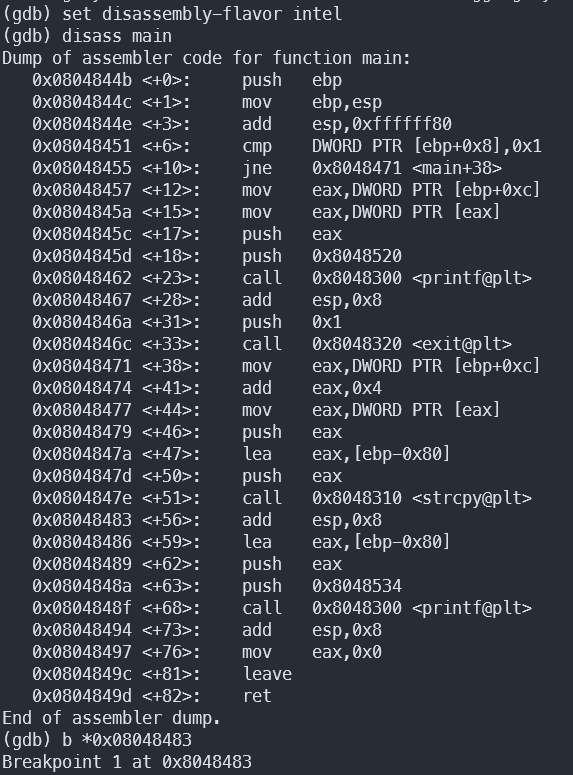 (gdb) set disassembly-flavor intel
(gdb) disass main
Dump of assembler code for function main:
   0x0804844b <+0>:     push   ebp
   0x0804844c <+1>:     mov    ebp,esp
   0x0804844e <+3>:     add    esp,0xffffff80
   0x08048451 <+6>:     cmp    DWORD PTR [ebp+0x8],0x1
   0x08048455 <+10>:    jne    0x8048471 <main+38>
   0x08048457 <+12>:    mov    eax,DWORD PTR [ebp+0xc]
   0x0804845a <+15>:    mov    eax,DWORD PTR [eax]
   0x0804845c <+17>:    push   eax
   0x0804845d <+18>:    push   0x8048520
   0x08048462 <+23>:    call   0x8048300 <printf@plt>
   0x08048467 <+28>:    add    esp,0x8
   0x0804846a <+31>:    push   0x1
   0x0804846c <+33>:    call   0x8048320 <exit@plt>
   0x08048471 <+38>:    mov    eax,DWORD PTR [ebp+0xc]
   0x08048474 <+41>:    add    eax,0x4
   0x08048477 <+44>:    mov    eax,DWORD PTR [eax]
   0x08048479 <+46>:    push   eax
   0x0804847a <+47>:    lea    eax,[ebp-0x80]
   0x0804847d <+50>:    push   eax
   0x0804847e <+51>:    call   0x8048310 <strcpy@plt>
   0x08048483 <+56>:    add    esp,0x8
   0x08048486 <+59>:    lea    eax,[ebp-0x80]
   0x08048489 <+62>:    push   eax
   0x0804848a <+63>:    push   0x8048534
   0x0804848f <+68>:    call   0x8048300 <printf@plt>
   0x08048494 <+73>:    add    esp,0x8
   0x08048497 <+76>:    mov    eax,0x0
   0x0804849c <+81>:    leave
   0x0804849d <+82>:    ret
End of assembler dump.
(gdb) b *0x08048483
Breakpoint 1 at 0x8048483